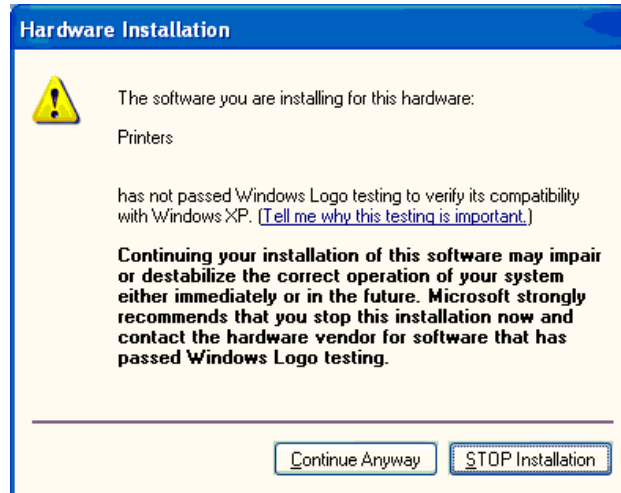 Hardware Installation
The software you are installing for this hardware:
Printers
has not passed Windows Logo testing to verify its compatibility
with Windows XP. (Tell me why this testing is important.)
Continuing your installation of this software may impair
or destabilize the correct operation of your system
either immediately or in the future. Microsoft strongly
recommends that you stop this installation now and
contact the hardware vendor for software that has
passed Windows Logo testing.
Continue Anyway
STOP Installation